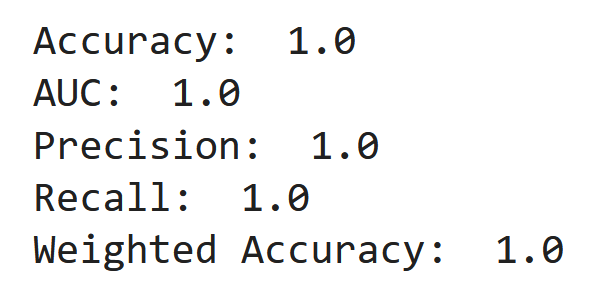 Accuracy:  1.0
AUC:  1.0
Precision:  1.0
Recall:  1.0
Weighted Accuracy:  1.0